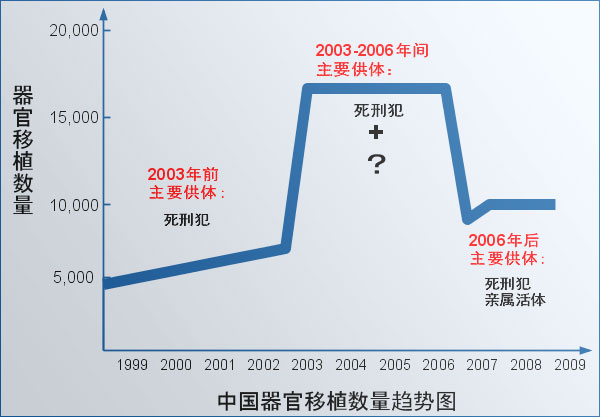 20,000
2003-2006年间
主要供体：
死刑犯
+
?
15,000
器官移植数量
2003年前
主要供体：
死刑犯
10,000
2006年后
主要供体：
死刑犯
亲属活体
5,000
1999 2000 2001 2002 2003 2004 2005 2006 2007 2008 2009
中国器官移植数量趋势图